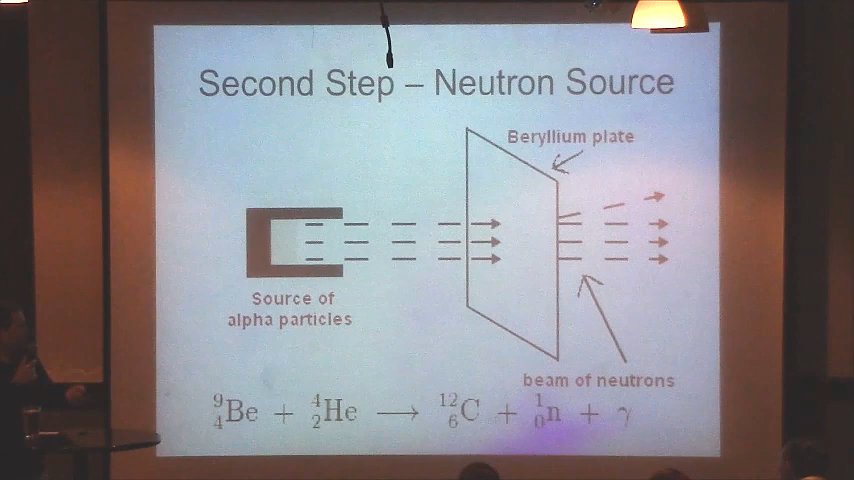 Second Step – Neutron Source
Beryllium plate
Source of
alpha particles
beam of neutrons
⁹₄Be + ⁴₂He ⟶ ¹²₆C + ¹₀n + γ